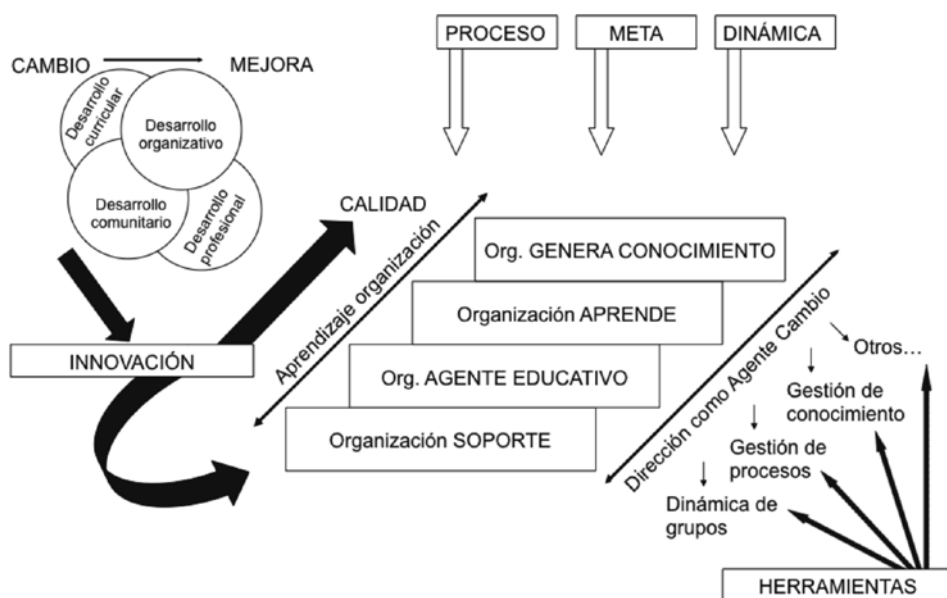 PROCESO
META
DINÁMICA
CAMBIO
MEJORA
Desarrollo
curricular
Desarrollo
organizativo
Desarrollo
comunitario
Desarrollo
profesional
CALIDAD
INNOVACIÓN
Aprendizaje organización
Org. GENERA CONOCIMIENTO
Organización APRENDE
Org. AGENTE EDUCATIVO
Organización SOPORTE
Dirección como Agente Cambio
Otros...
Gestión de
conocimiento
Gestión de
procesos
Dinámica de
grupos
HERRAMIENTAS